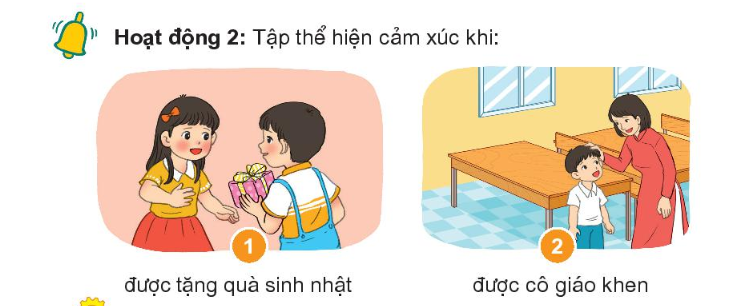 Hoạt động 2: Tập thể hiện cảm xúc khi:
1
2
được tặng quà sinh nhật
được cô giáo khen